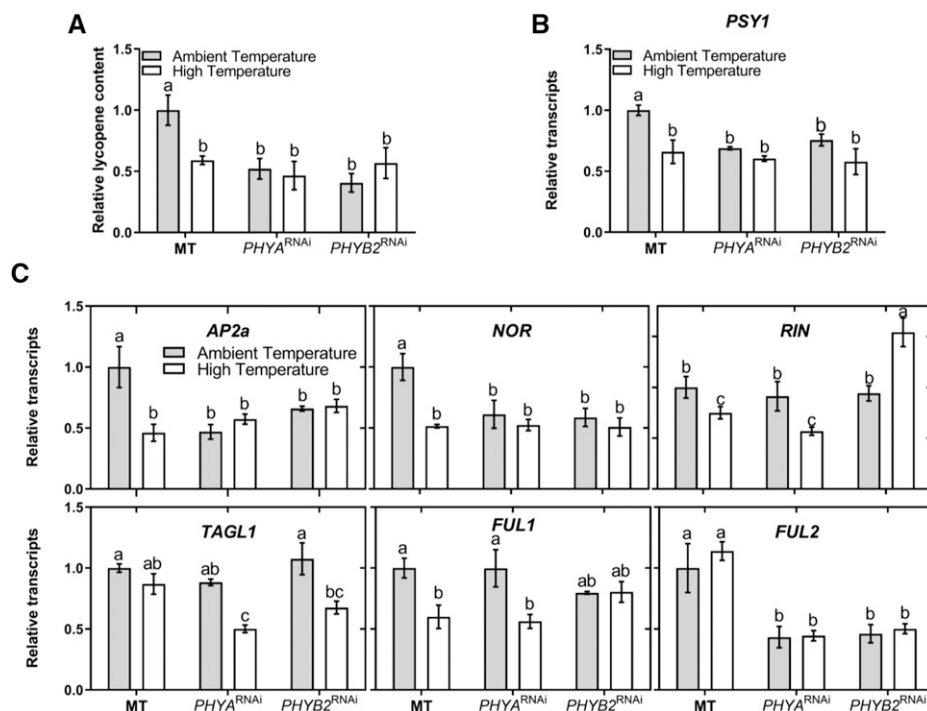 A
Relative lycopene content
1.5
1.0
0.5
0.0
Ambient Temperature
High Temperature
a
b
b
b
b
b
MT
PHYA^RNAi
PHYB2^RNAi
B
PSY1
Relative transcripts
1.5
1.0
0.5
0.0
Ambient Temperature
High Temperature
a
b
b
b
b
b
MT
PHYA^RNAi
PHYB2^RNAi
C
Relative transcripts
1.5
1.0
0.5
0.0
AP2a
Ambient Temperature
High Temperature
a
b
b
b
b
b
NOR
a
b
b
b
b
b
RIN
b
c
b
c
b
a
Relative transcripts
1.5
1.0
0.5
0.0
TAGL1
a
ab
ab
c
a
bc
MT
PHYA^RNAi
PHYB2^RNAi
FUL1
a
b
a
b
ab
ab
MT
PHYA^RNAi
PHYB2^RNAi
FUL2
a
a
b
b
b
b
MT
PHYA^RNAi
PHYB2^RNAi